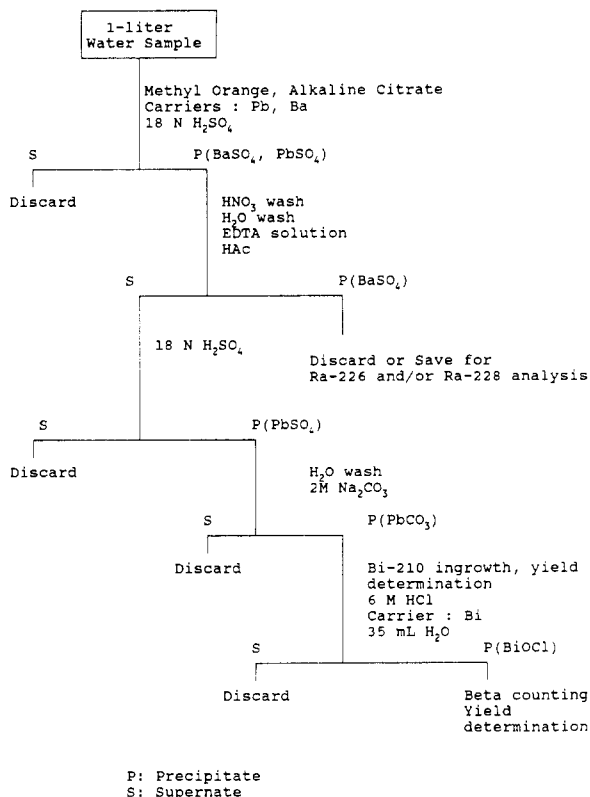 1-liter
Water Sample
Methyl Orange, Alkaline Citrate
Carriers : Pb, Ba
18 N H₂SO₄
S
P(BaSO₄, PbSO₄)
Discard
HNO₃ wash
H₂O wash
EDTA solution
HAc
S
P(BaSO₄)
18 N H₂SO₄
Discard or Save for
Ra-226 and/or Ra-228 analysis
S
P(PbSO₄)
Discard
H₂O wash
2M Na₂CO₃
S
P(PbCO₃)
Discard
Bi-210 ingrowth, yield
determination
6 M HCl
Carrier : Bi
35 mL H₂O
S
P(BiOCl)
Discard
Beta counting
Yield
determination
P: Precipitate
S: Supernate